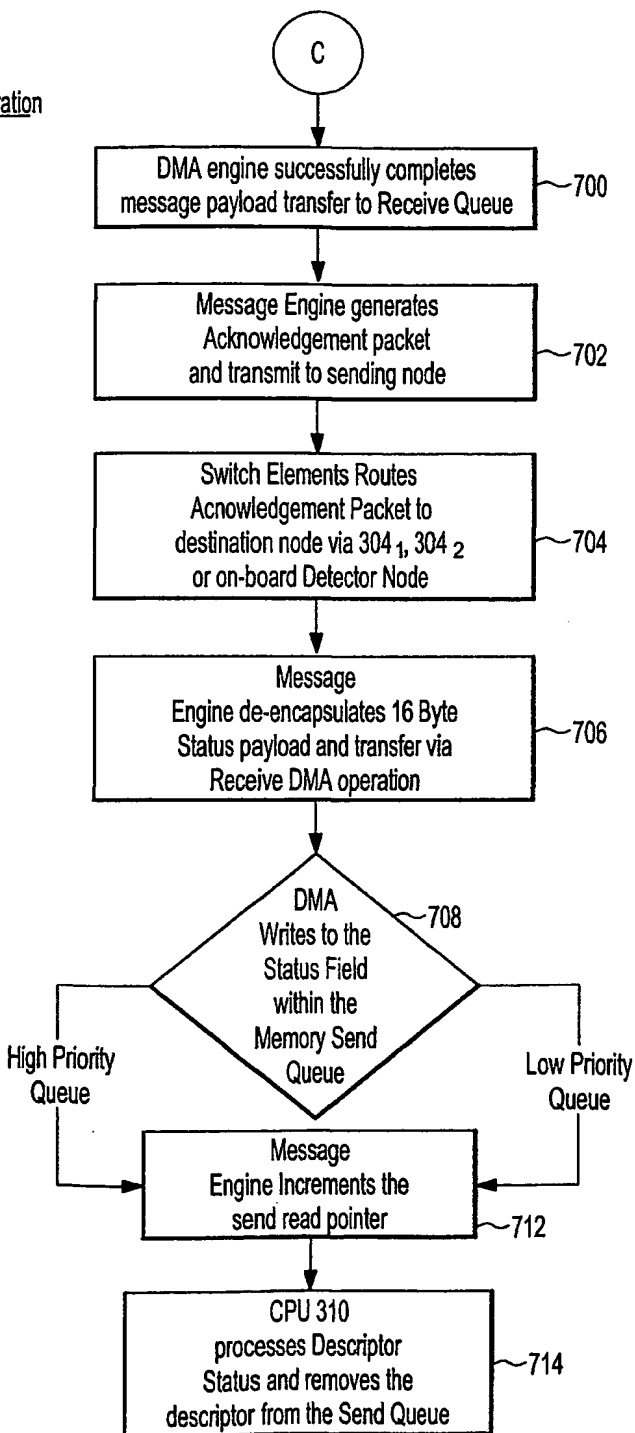 C
DMA engine successfully completes
message payload transfer to Receive Queue
700
Message Engine generates
Acknowledgement packet
and transmit to sending node
702
Switch Elements Routes
Acnowledgement Packet to
destination node via 304 1, 304 2
or on-board Detector Node
704
Message
Engine de-encapsulates 16 Byte
Status payload and transfer via
Receive DMA operation
706
DMA
Writes to the
Status Field
within the
Memory Send
Queue
708
High Priority
Queue
Low Priority
Queue
Message
Engine Increments the
send read pointer
712
CPU 310
processes Descriptor
Status and removes the
descriptor from the Send Queue
714